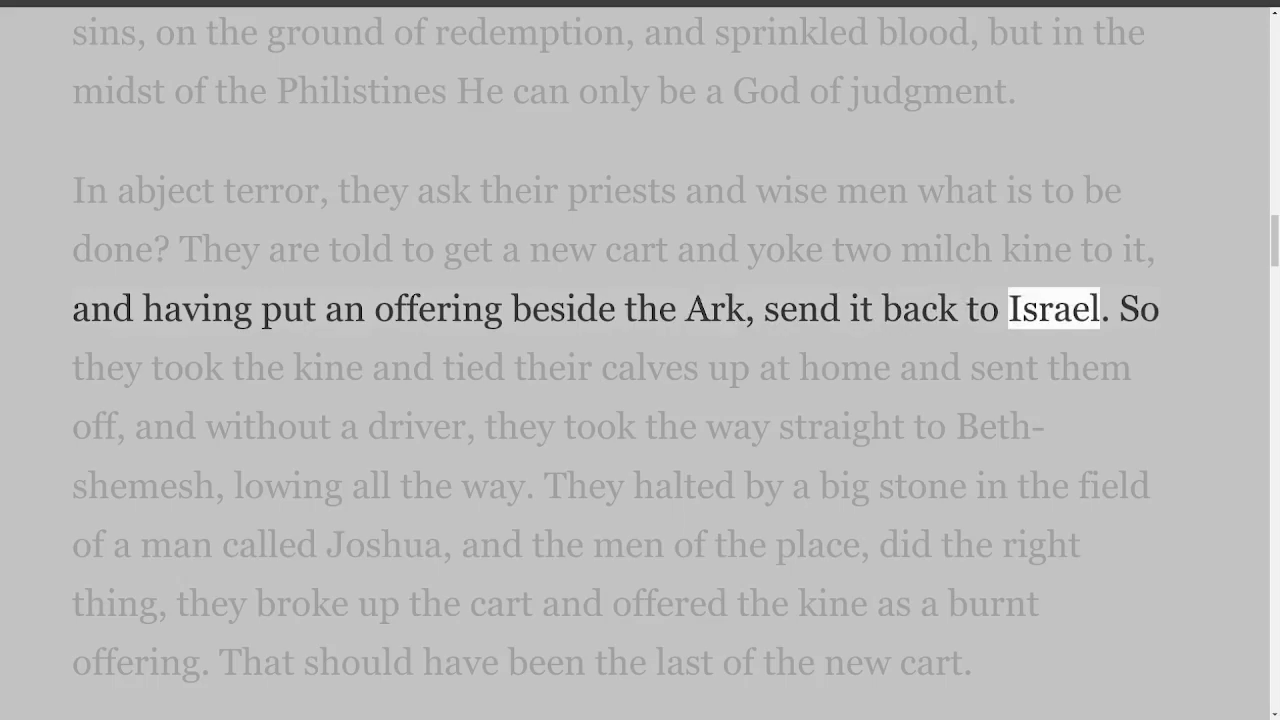 sins, on the ground of redemption, and sprinkled blood, but in the
midst of the Philistines He can only be a God of judgment.
In abject terror, they ask their priests and wise men what is to be
done? They are told to get a new cart and yoke two milch kine to it,
and having put an offering beside the Ark, send it back to Israel. So
they took the kine and tied their calves up at home and sent them
off, and without a driver, they took the way straight to Beth-
shemesh, lowing all the way. They halted by a big stone in the field
of a man called Joshua, and the men of the place, did the right
thing, they broke up the cart and offered the kine as a burnt
offering. That should have been the last of the new cart.